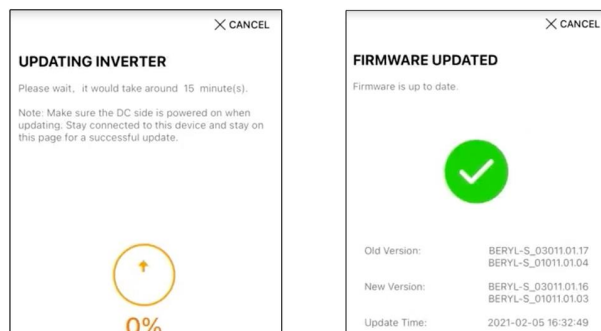 CANCEL
UPDATING INVERTER
Please wait, it would take around 15 minute(s).
Note: Make sure the DC side is powered on when
updating. Stay connected to this device and stay on
this page for a successful update.
0%
CANCEL
FIRMWARE UPDATED
Firmware is up to date.
Old Version: BERYL-S_03011.01.17
BERYL-S_01011.01.04
New Version: BERYL-S_03011.01.16
BERYL-S_01011.01.03
Update Time: 2021-02-05 16:32:49